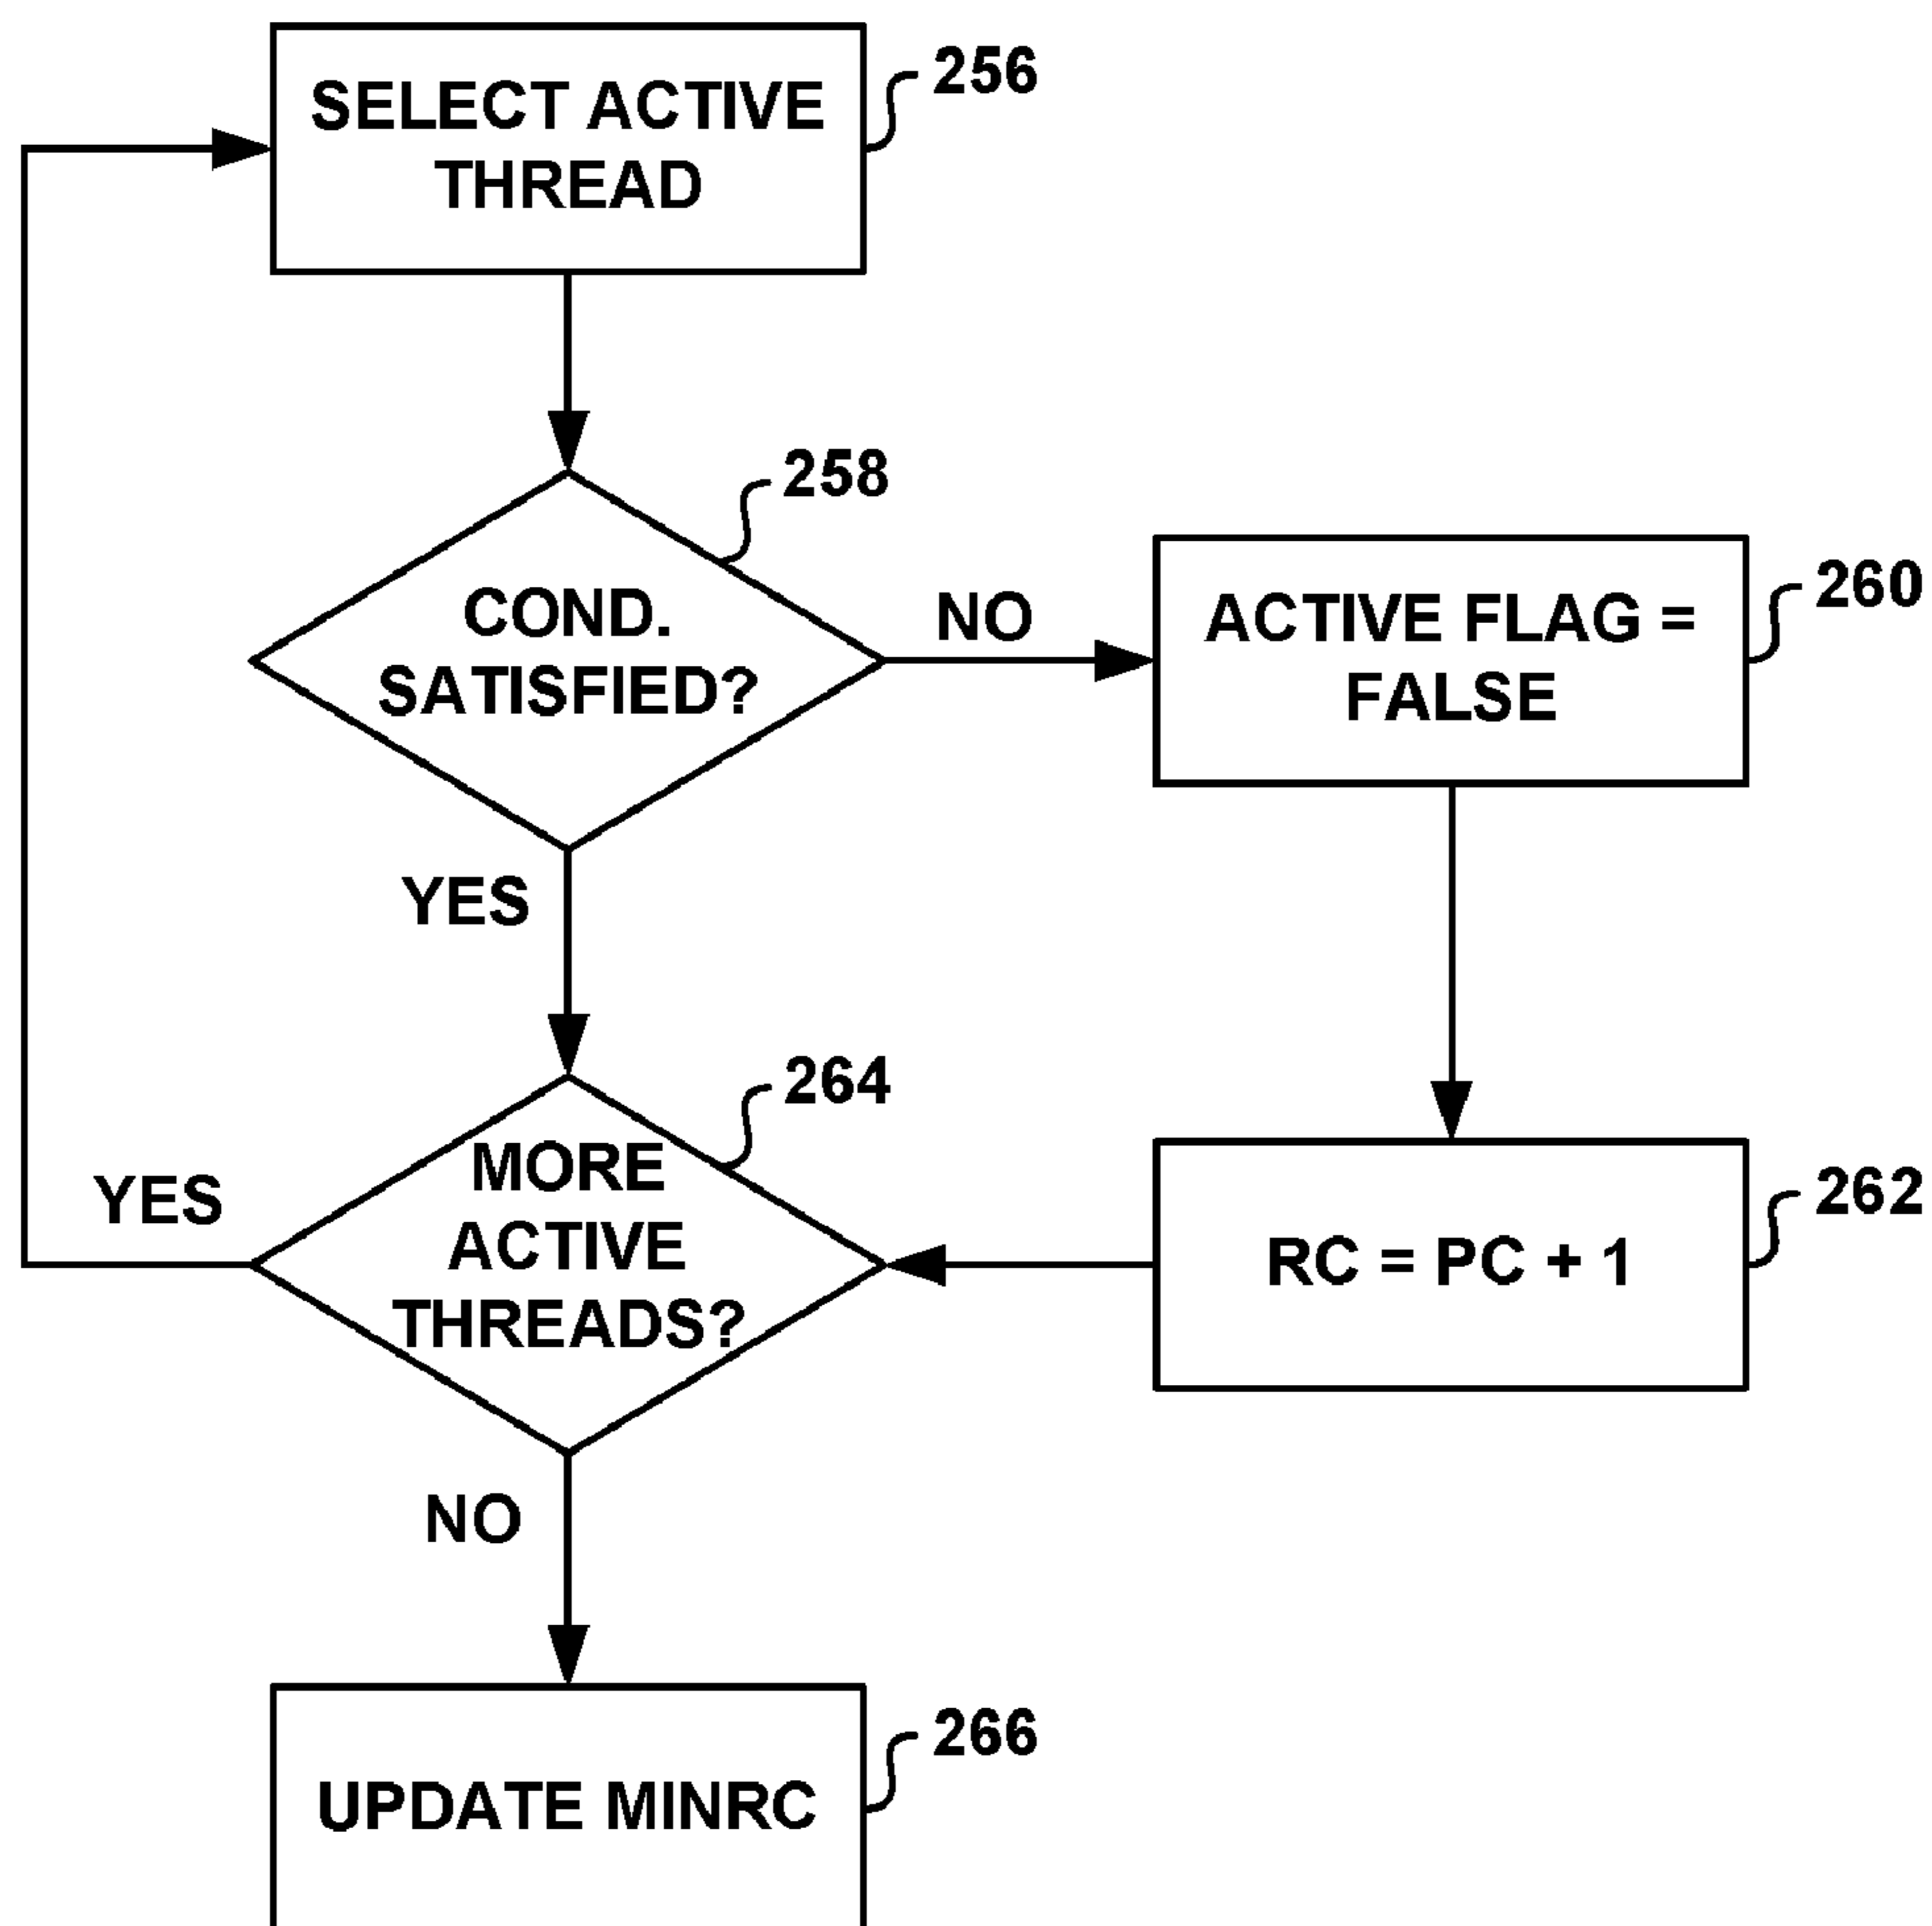 SELECT ACTIVE
THREAD
256
258
COND.
SATISFIED?
NO
ACTIVE FLAG =
FALSE
260
YES
264
MORE
ACTIVE
THREADS?
YES
RC = PC + 1
262
NO
266
UPDATE MINRC